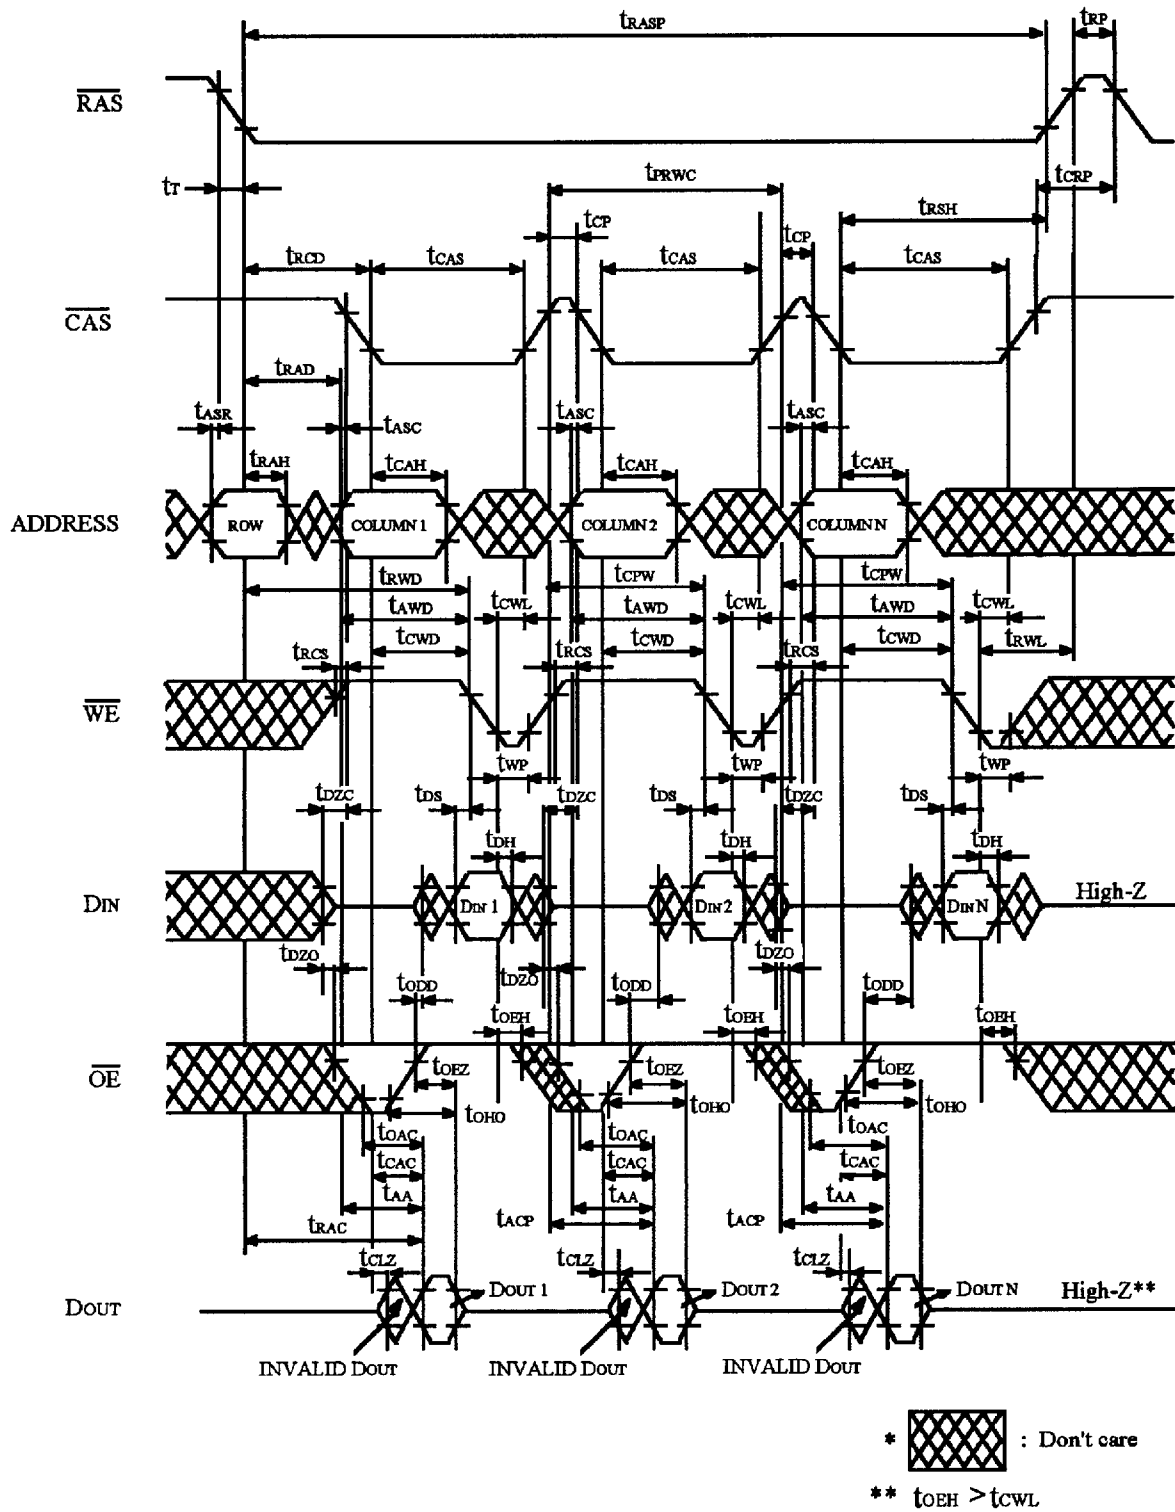 tRASP
tRP
RAS
tT
tPRWC
tCRP
tRSH
tCP
tCP
tRCD
tCAS
tCAS
tCAS
CAS
tRAD
tASR
tASC
tASC
tASC
tRAH
tCAH
tCAH
tCAH
ADDRESS
ROW
COLUMN 1
COLUMN 2
COLUMN N
tRWD
tCPW
tCPW
tAWD
tCWL
tAWD
tCWL
tAWD
tCWL
tCWD
tCWD
tCWD
tRWL
tRCS
tRCS
tRCS
WE
tWP
tWP
tWP
tDZC
tDS
tDZC
tDS
tDZC
tDS
tDH
tDH
tDH
DIN
DIN 1
DIN 2
DIN N
High-Z
tDZO
tDZO
tDZO
tODD
tODD
tODD
tOEH
tOEH
tOEH
OE
tOEZ
tOEZ
tOEZ
tOHO
tOHO
tOHO
tOAC
tOAC
tOAC
tCAC
tCAC
tCAC
tAA
tAA
tAA
tRAC
tACP
tACP
tCLZ
tCLZ
tCLZ
DOUT
DOUT 1
DOUT 2
DOUT N
High-Z**
INVALID DOUT
INVALID DOUT
INVALID DOUT
* : Don't care
** tOEH > tCWL